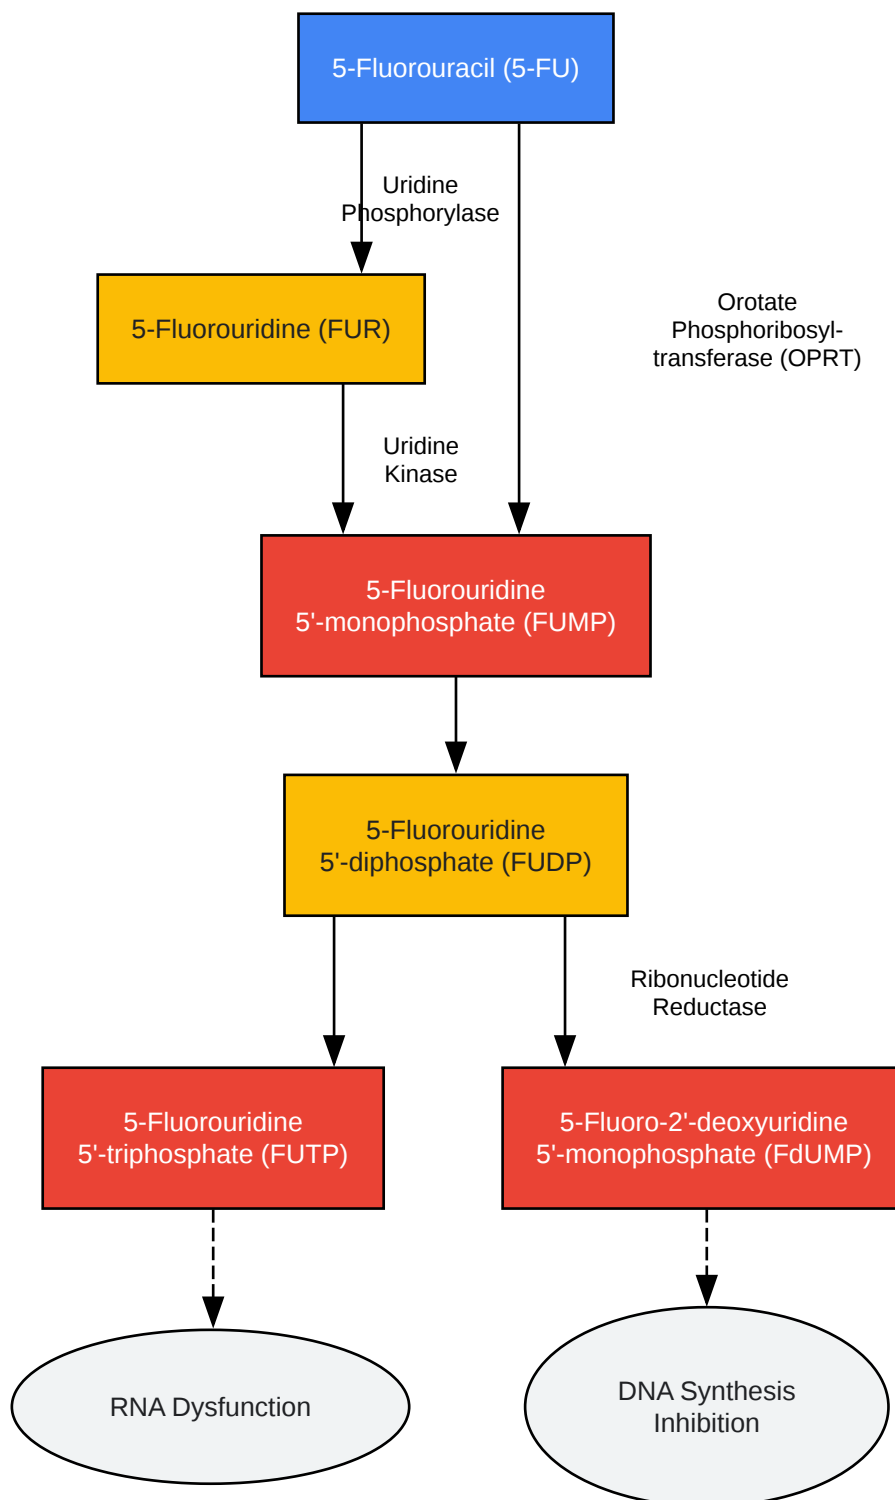 5-Fluorouracil (5-FU)
Uridine
Phosphorylase
5-Fluorouridine (FUR)
Orotate
Phosphoribosyl-
transferase (OPRT)
Uridine
Kinase
5-Fluorouridine
5'-monophosphate (FUMP)
5-Fluorouridine
5'-diphosphate (FUDP)
Ribonucleotide
Reductase
5-Fluorouridine
5'-triphosphate (FUTP)
5-Fluoro-2'-deoxyuridine
5'-monophosphate (FdUMP)
RNA Dysfunction
DNA Synthesis
Inhibition